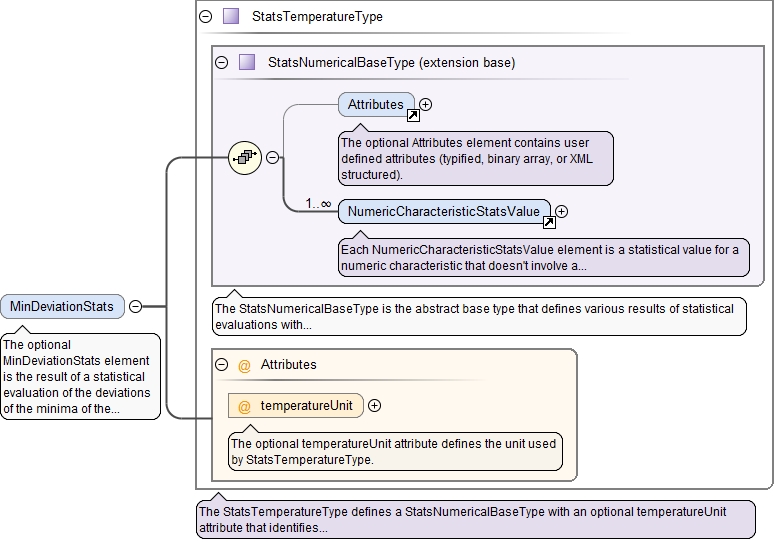 StatsTemperatureType
StatsNumericalBaseType (extension base)
Attributes
The optional Attributes element contains user
defined attributes (typified, binary array, or XML
structured).
1..∞
NumericCharacteristicStatsValue
Each NumericCharacteristicStatsValue element is a statistical value for a
numeric characteristic that doesn't involve a...
The StatsNumericalBaseType is the abstract base type that defines various results of statistical
evaluations with...
MinDeviationStats
The optional
MinDeviationStats element
is the result of a statistical
evaluation of the deviations
of the minima of the...
@ Attributes
@ temperatureUnit
The optional temperatureUnit attribute defines the unit used
by StatsTemperatureType.
The StatsTemperatureType defines a StatsNumericalBaseType with an optional temperatureUnit
attribute that identifies...